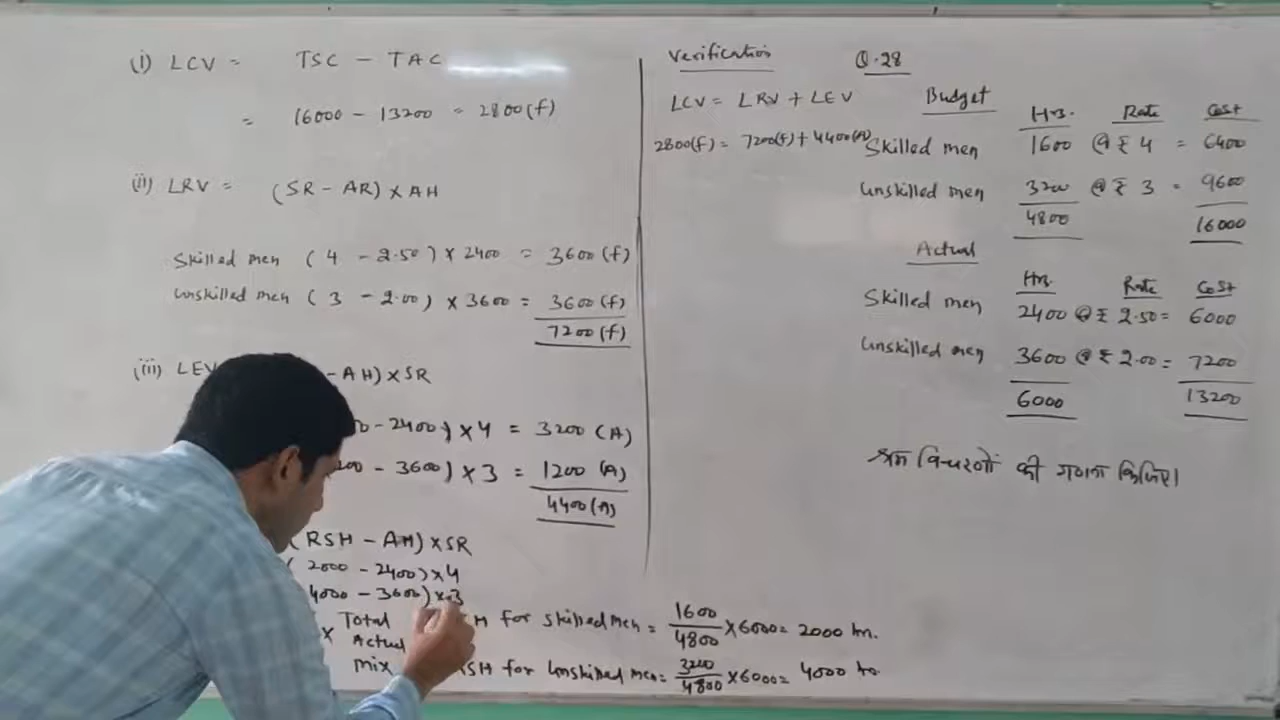 (i) LCV = TSC - TAC
= 16000 - 13200 = 2800 (f)
(ii) LRV = (SR - AR) × AH
Skilled men ( 4 - 2.50 ) × 2400 = 3600 (f)
Unskilled men ( 3 - 2.00 ) × 3600 = 3600 (f)
7200 (f)
(iii) LEV - AH) × SR
- 2400) × 4 = 3200 (A)
- 3600) × 3 = 1200 (A)
4400 (A)
(RSH - AH) × SR
(2000 - 2400) × 4
4000 - 3600) × 3
Total
× Actual
mix
for skilled men = 1600/4800 × 6000 = 2000 hr.
RSH for Unskilled men = 3200/4800 × 6000 = 4000 hr
Verification Q.28
LCV = LRV + LEV
2800(f) = 7200(f) + 4400(A)
Budget Hrs. Rate Cost
Skilled men 1600 @ ₹ 4 = 6400
Unskilled men 3200 @ ₹ 3 = 9600
4800 16000
Actual
Hrs. Rate Cost
Skilled men 2400 @ ₹ 2.50 = 6000
Unskilled men 3600 @ ₹ 2.00 = 7200
6000 13200
श्रम विचरणों की गणना किजिए।